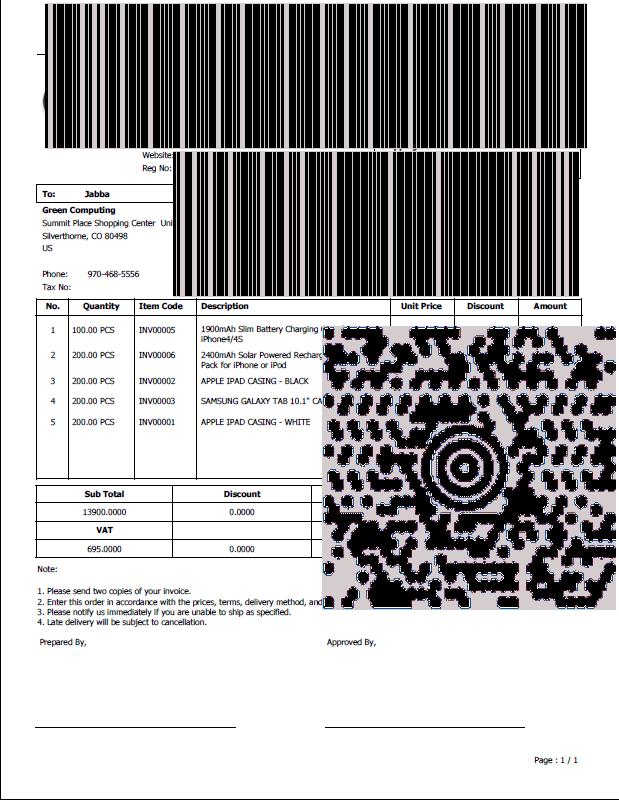 Website:
Reg No:
To: Jabba
Green Computing
Summit Place Shopping Center Uni
Silverthorne, CO 80498
US
Phone: 970-468-5556
Tax No:
No. Quantity Item Code Description Unit Price Discount Amount
1 100.00 PCS INV00005 1900mAh Slim Battery Charging
iPhone4/4S
2 200.00 PCS INV00006 2400mAh Solar Powered Recharg
Pack for iPhone or iPod
3 200.00 PCS INV00002 APPLE IPAD CASING - BLACK
4 200.00 PCS INV00003 SAMSUNG GALAXY TAB 10.1" CA
5 200.00 PCS INV00001 APPLE IPAD CASING - WHITE
Sub Total Discount
13900.0000 0.0000
VAT
695.0000 0.0000
Note:
1. Please send two copies of your invoice.
2. Enter this order in accordance with the prices, terms, delivery method, and
3. Please notify us immediately if you are unable to ship as specified.
4. Late delivery will be subject to cancellation.
Prepared By, Approved By,
Page : 1 / 1